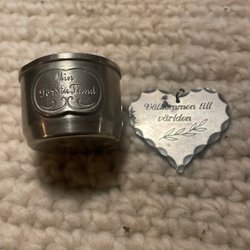 Min
första Tand
Välkommen till
världen